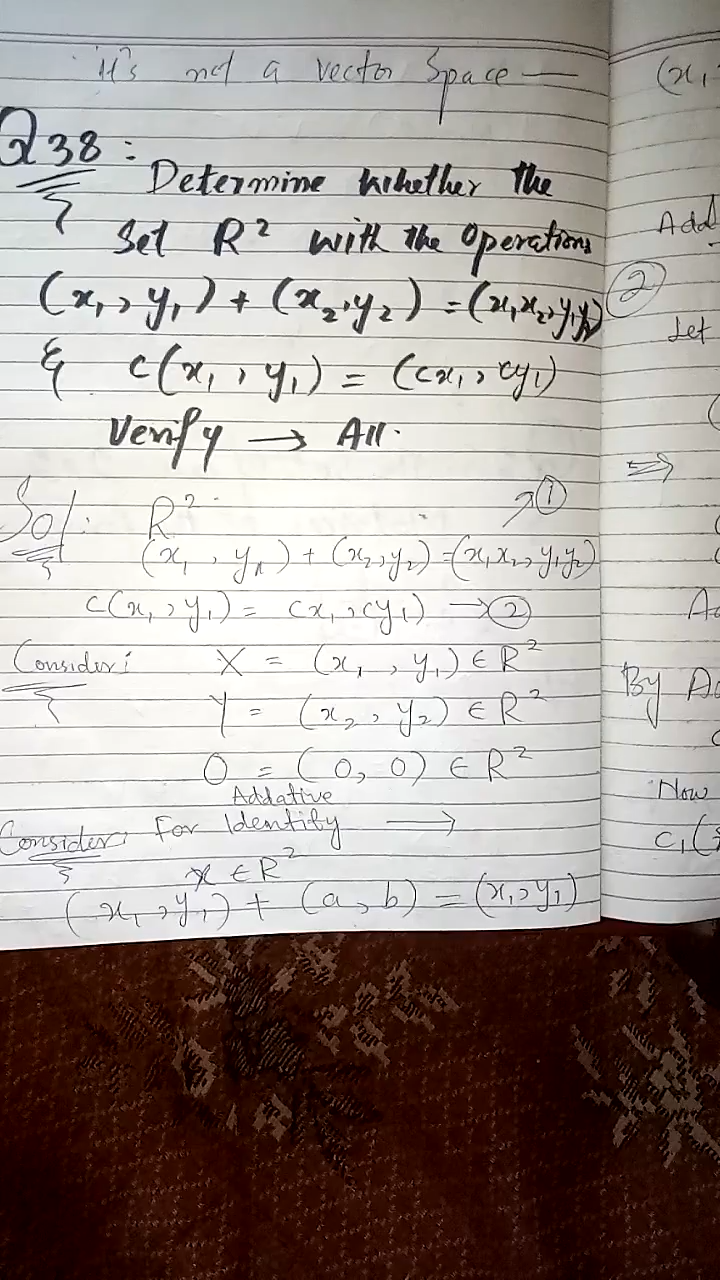 it's not a vector space —
Q38:
Determine whether the
set R² with the operations
(x₁, y₁) + (x₂, y₂) = (x₁x₂, y₁y₂)
& c(x₁, y₁) = (cx₁, cy₁)
Verify → All.
Sol: R²
→ ①
(x₁, y₁) + (x₂, y₂) = (x₁x₂, y₁y₂)
c(x₁, y₁) = cx₁, cy₁) → ②
Consider: X = (x₁, y₁) ∈ R²
Y = (x₂, y₂) ∈ R²
O = (0, 0) ∈ R²
Addative
Consider, For Identity →
x ∈ R²
(x₁, y₁) + (a, b) = (x₁, y₁)
(x₁
Add
②
Let
⇒
By Ad
Now
c₁(